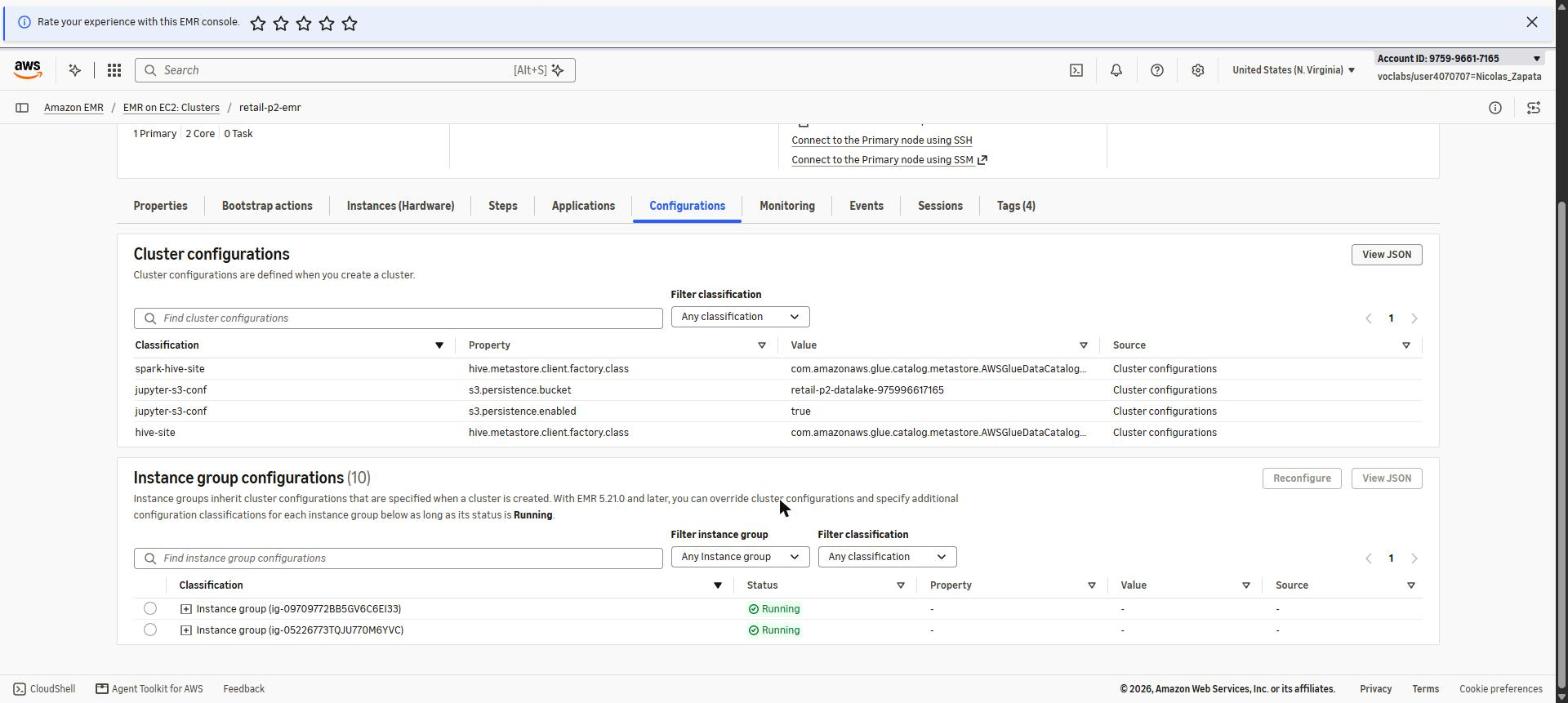 Rate your experience with this EMR console.
aws
Search [Alt+S]
United States (N. Virginia)
Account ID: 9759-9661-7165
voclabs/user4070707=Nicolas_Zapata
Amazon EMR / EMR on EC2: Clusters / retail-p2-emr
1 Primary 2 Core 0 Task
Connect to the Primary node using SSH
Connect to the Primary node using SSM
Properties Bootstrap actions Instances (Hardware) Steps Applications Configurations Monitoring Events Sessions Tags (4)
Cluster configurations
View JSON
Cluster configurations are defined when you create a cluster.
Filter classification
Find cluster configurations Any classification 1
Classification Property Value Source
spark-hive-site hive.metastore.client.factory.class com.amazonaws.glue.catalog.metastore.AWSGlueDataCatalog... Cluster configurations
jupyter-s3-conf s3.persistence.bucket retail-p2-datalake-975996617165 Cluster configurations
jupyter-s3-conf s3.persistence.enabled true Cluster configurations
hive-site hive.metastore.client.factory.class com.amazonaws.glue.catalog.metastore.AWSGlueDataCatalog... Cluster configurations
Instance group configurations (10)
Reconfigure View JSON
Instance groups inherit cluster configurations that are specified when a cluster is created. With EMR 5.21.0 and later, you can override cluster configurations and specify additional
configuration classifications for each instance group below as long as its status is Running.
Filter instance group Filter classification
Find instance group configurations Any Instance group Any classification 1
Classification Status Property Value Source
Instance group (ig-09709772BB5GV6C6EI33) Running - - -
Instance group (ig-05226773TQJU770M6YVC) Running - - -
CloudShell Agent Toolkit for AWS Feedback © 2026, Amazon Web Services, Inc. or its affiliates. Privacy Terms Cookie preferences